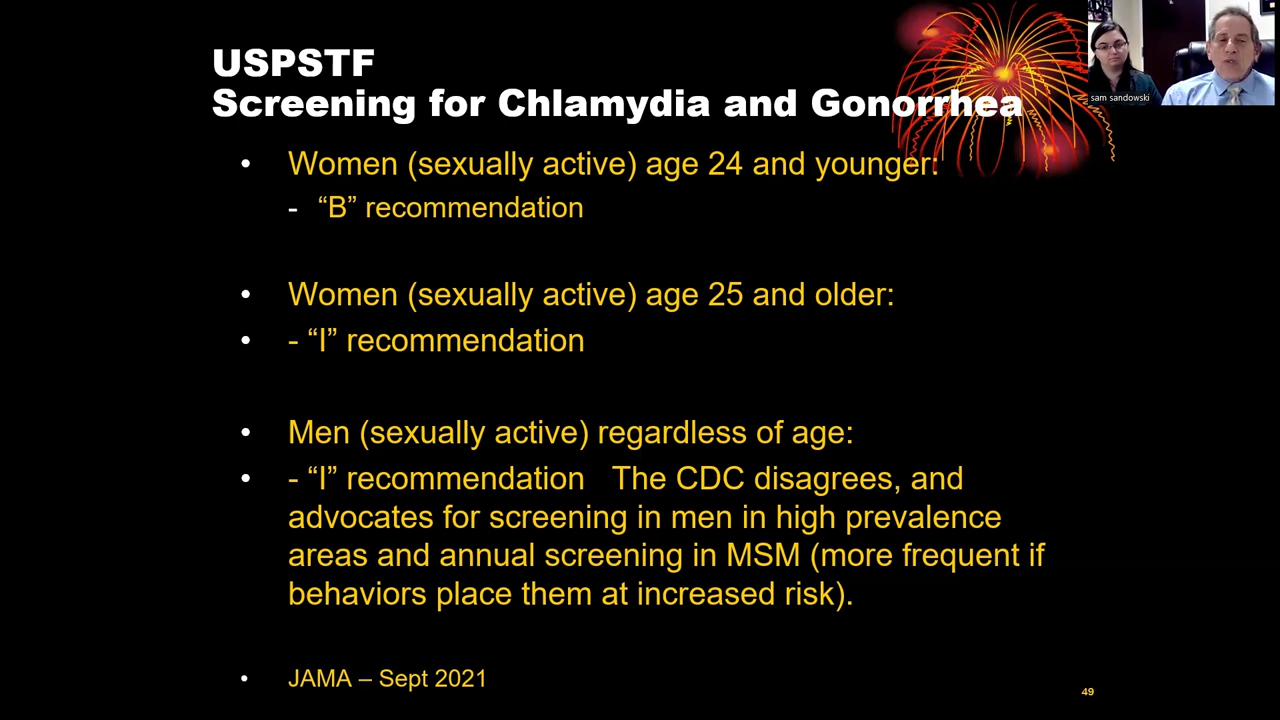 USPSTF
Screening for Chlamydia and Gonorrhea
sam sandowski
• Women (sexually active) age 24 and younger:
- “B” recommendation
• Women (sexually active) age 25 and older:
• - “I” recommendation
• Men (sexually active) regardless of age:
• - “I” recommendation The CDC disagrees, and
advocates for screening in men in high prevalence
areas and annual screening in MSM (more frequent if
behaviors place them at increased risk).
• JAMA – Sept 2021
49